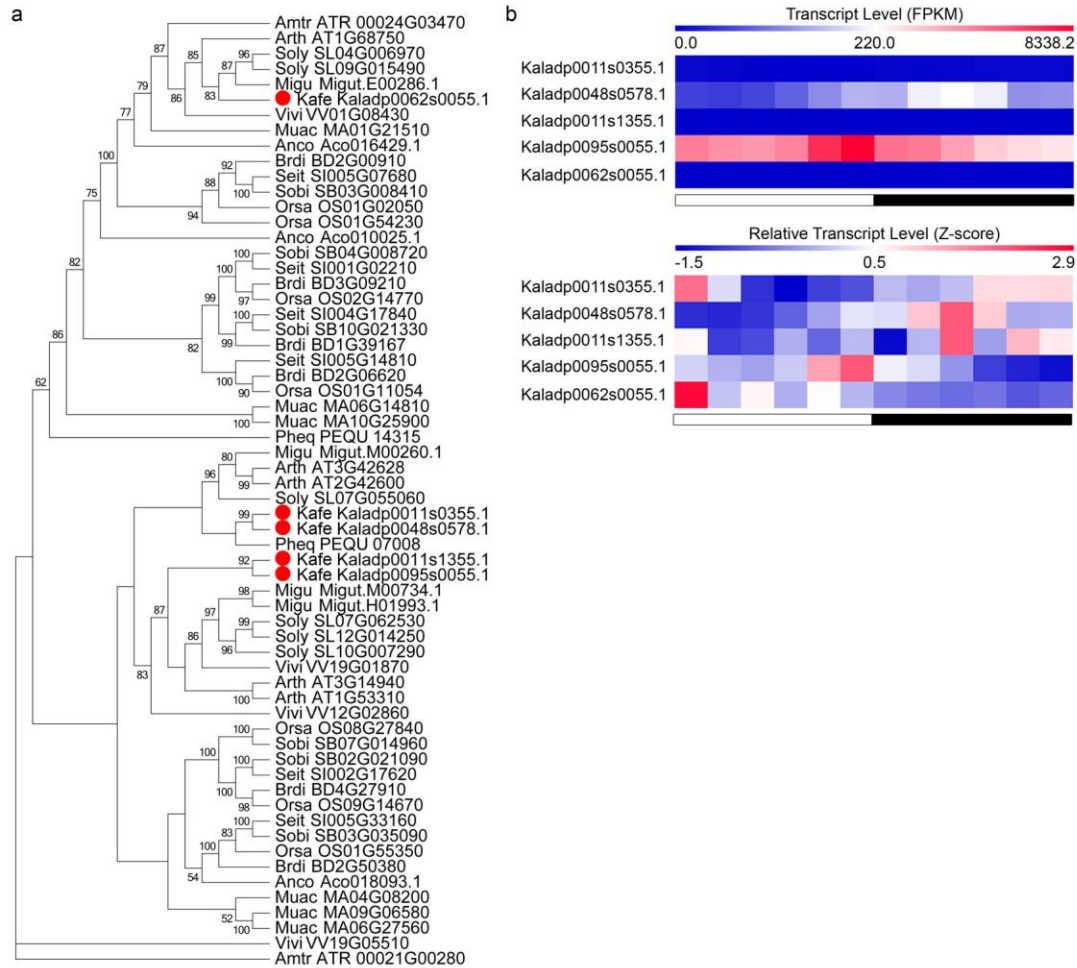 a
Amtr ATR 00024G03470
Arth AT1G68750
Soly SL04G006970
Soly SL09G015490
Migu Migut.E00286.1
Kafe Kaladp0062s0055.1
Vivi VV01G08430
Muac MA01G21510
Anco Aco016429.1
Brdi BD2G00910
Seit SI005G07680
Sobi SB03G008410
Orsa OS01G02050
Orsa OS01G54230
Anco Aco010025.1
Sobi SB04G008720
Seit SI001G02210
Brdi BD3G09210
Orsa OS02G14770
Seit SI004G17840
Sobi SB10G021330
Brdi BD1G39167
Seit SI005G14810
Brdi BD2G06620
Orsa OS01G11054
Muac MA06G14810
Muac MA10G25900
Pheq PEQU 14315
Migu Migut.M00260.1
Arth AT3G42628
Arth AT2G42600
Soly SL07G055060
Kafe Kaladp0011s0355.1
Kafe Kaladp0048s0578.1
Pheq PEQU 07008
Kafe Kaladp0011s1355.1
Kafe Kaladp0095s0055.1
Migu Migut.M00734.1
Migu Migut.H01993.1
Soly SL07G062530
Soly SL12G014250
Soly SL10G007290
Vivi VV19G01870
Arth AT3G14940
Arth AT1G53310
Vivi VV12G02860
Orsa OS08G27840
Sobi SB07G014960
Sobi SB02G021090
Seit SI002G17620
Brdi BD4G27910
Orsa OS09G14670
Seit SI005G33160
Sobi SB03G035090
Orsa OS01G55350
Brdi BD2G50380
Anco Aco018093.1
Muac MA04G08200
Muac MA09G06580
Muac MA06G27560
Vivi VV19G05510
Amtr ATR 00021G00280
87
85
96
87
79
86
83
77
100
92
88
100
75
94
82
100
100
99
97
100
86
99
82
62
90
100
80
96
99
99
92
98
87
97
99
86
96
83
100
100
100
100
98
83
100
54
52
100
b
Transcript Level (FPKM)
0.0 220.0 8338.2
Kaladp0011s0355.1
Kaladp0048s0578.1
Kaladp0011s1355.1
Kaladp0095s0055.1
Kaladp0062s0055.1
Relative Transcript Level (Z-score)
-1.5 0.5 2.9
Kaladp0011s0355.1
Kaladp0048s0578.1
Kaladp0011s1355.1
Kaladp0095s0055.1
Kaladp0062s0055.1